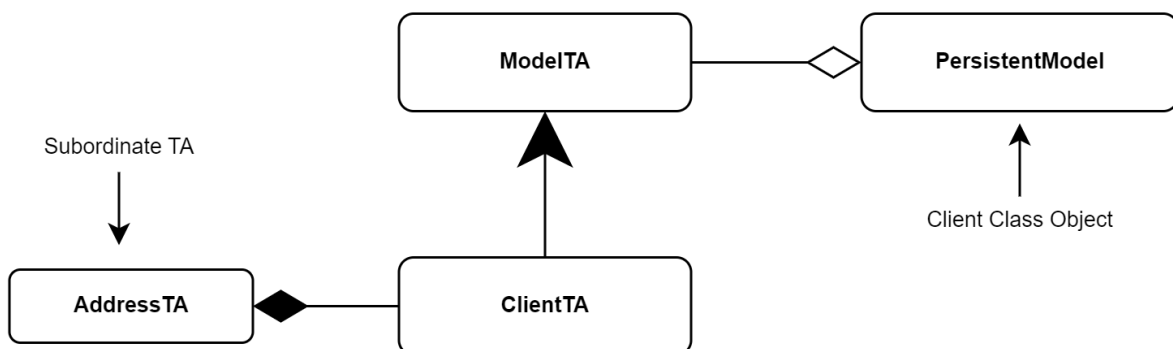 ModelTA
PersistentModel
Subordinate TA
Client Class Object
AddressTA
ClientTA